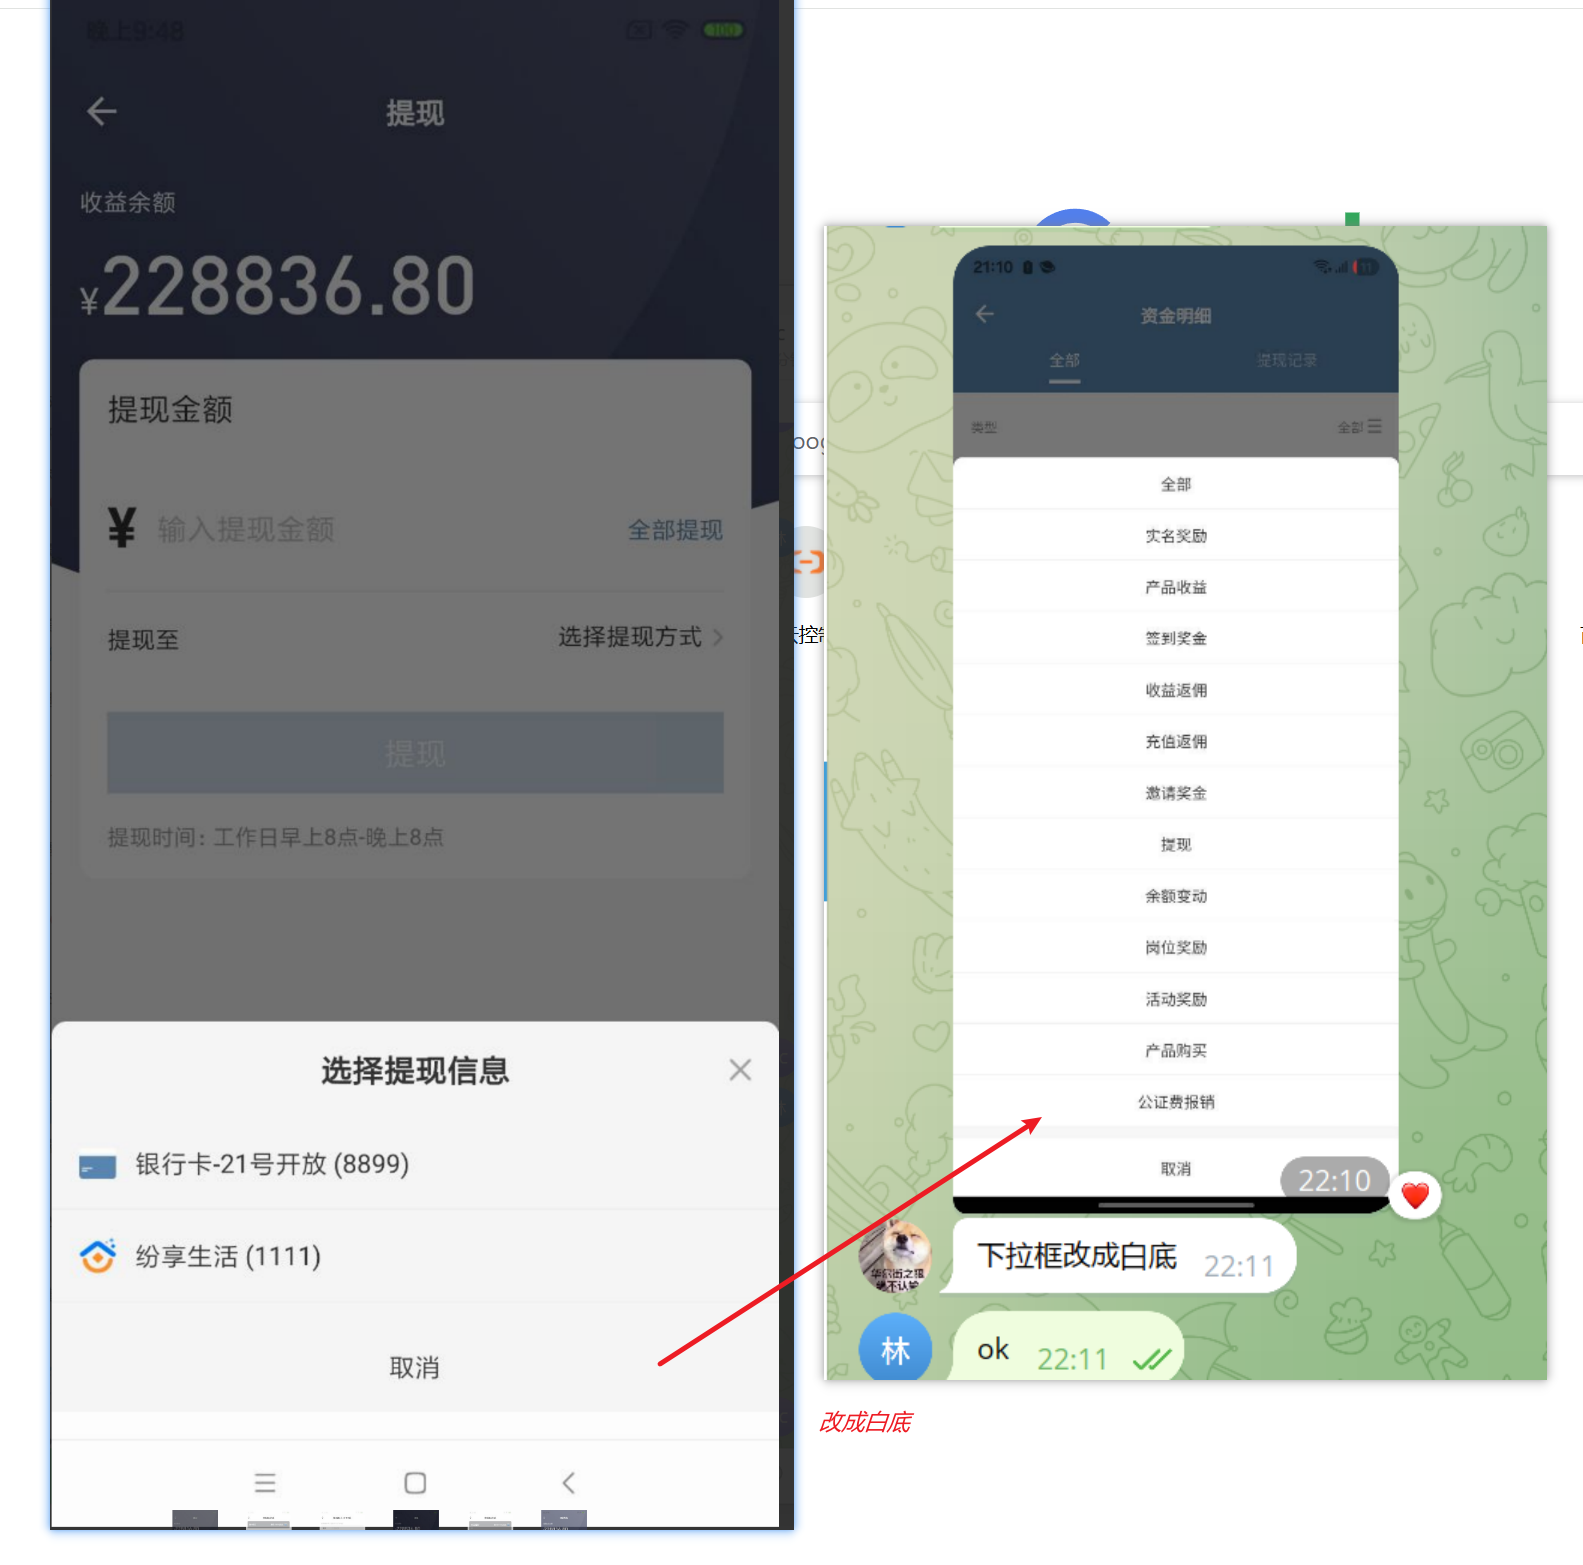 晚上9:48
100
提现
收益余额
¥228836.80
提现金额
¥ 输入提现金额 全部提现
提现至 选择提现方式
提现
提现时间：工作日早上8点-晚上8点
选择提现信息
银行卡-21号开放 (8899)
纷享生活 (1111)
取消
21:10
11
资金明细
全部 提现记录
类型 全部
全部
实名奖励
产品收益
签到奖金
收益返佣
充值返佣
邀请奖金
提现
余额变动
岗位奖励
活动奖励
产品购买
公证费报销
取消
22:10
下拉框改成白底 22:11
林
ok 22:11
改成白底